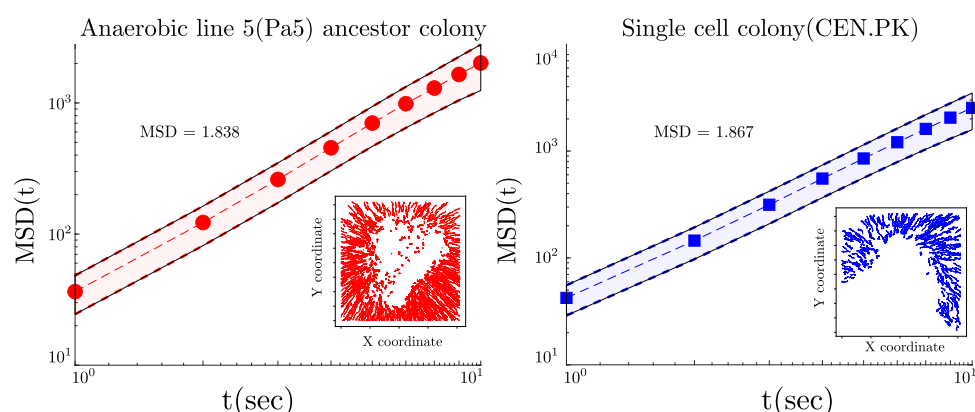 Anaerobic line 5(Pa5) ancestor colony
Single cell colony(CEN.PK)
MSD(t)
10^3
10^2
10^1
MSD = 1.838
Y coordinate
X coordinate
10^0
10^1
t(sec)
MSD(t)
10^4
10^3
10^2
10^1
MSD = 1.867
Y coordinate
X coordinate
10^0
10^1
t(sec)